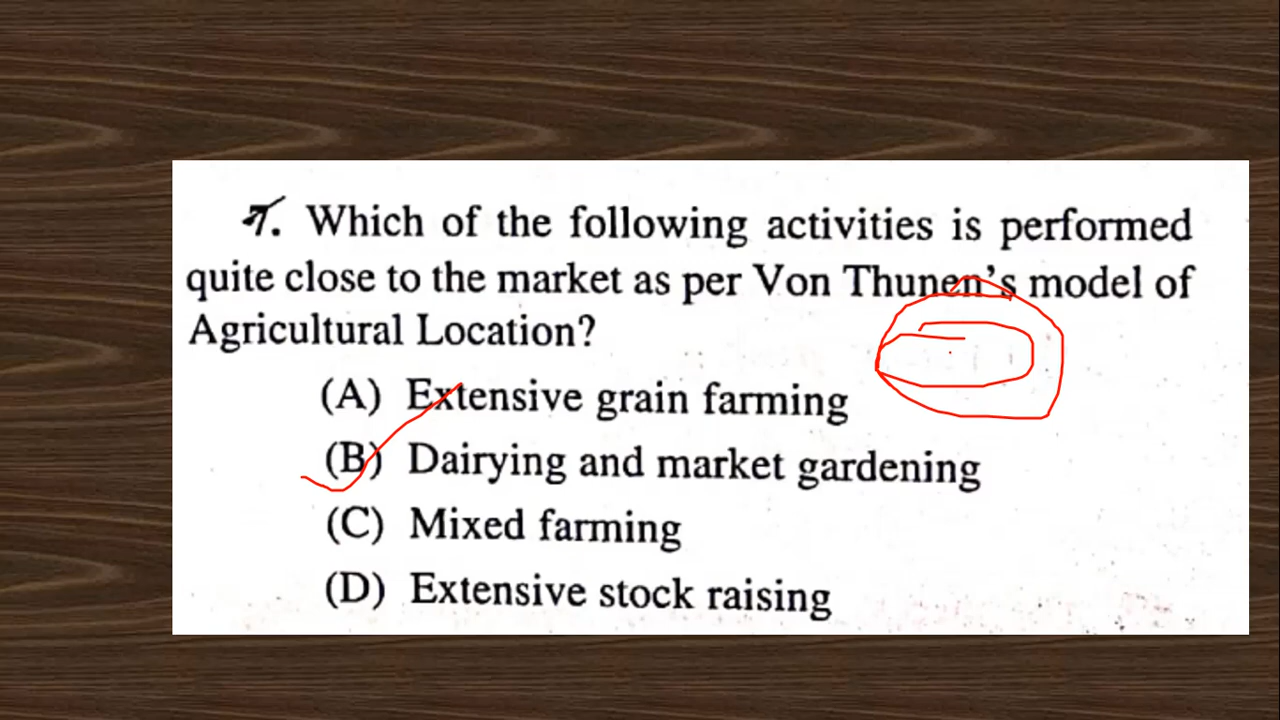 7. Which of the following activities is performed
quite close to the market as per Von Thunen's model of
Agricultural Location?
(A) Extensive grain farming
(B) Dairying and market gardening
(C) Mixed farming
(D) Extensive stock raising